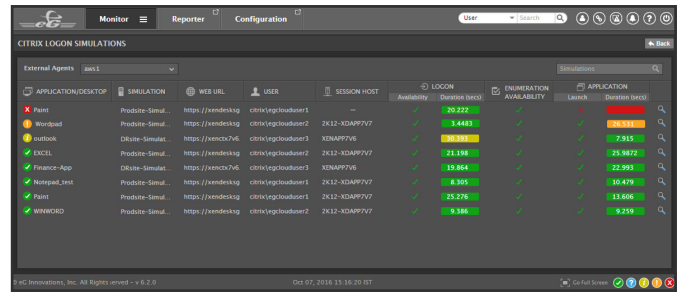 eG
Monitor Reporter Configuration User Search
CITRIX LOGON SIMULATIONS Back
External Agents aws1 Simulations
APPLICATION/DESKTOP SIMULATION WEB URL USER SESSION HOST LOGON ENUMERATION AVAILABILITY APPLICATION
Availability Duration (secs) Launch Duration (secs)
Paint Prodsite-Simul... https://xendesksg citrix\egclouduser1 — 20.222
Wordpad Prodsite-Simul... https://xendesksg citrix\egclouduser2 2K12-XDAPP7V7 3.4483 26.531
outlook DRsite-Simulat... https://xenctx7v6. citrix\egclouduser3 XENAPP7V6 30.393 7.915
EXCEL Prodsite-Simul... https://xendesksg citrix\egclouduser2 2K12-XDAPP7V7 21.198 25.9872
Finance-App DRsite-Simulat... https://xenctx7v6. citrix\egclouduser3 XENAPP7V6 19.864 22.993
Notepad_test Prodsite-Simul... https://xendesksg citrix\egclouduser1 2K12-XDAPP7V7 8.305 10.479
Paint Prodsite-Simul... https://xendesksg citrix\egclouduser1 2K12-XDAPP7V7 25.276 13.606
WINWORD Prodsite-Simul... https://xendesksg citrix\egclouduser2 2K12-XDAPP7V7 9.386 9.259
eG Innovations, Inc. All Rights served - v 6.2.0 Oct 07, 2016 15:16:20 IST Go Full Screen